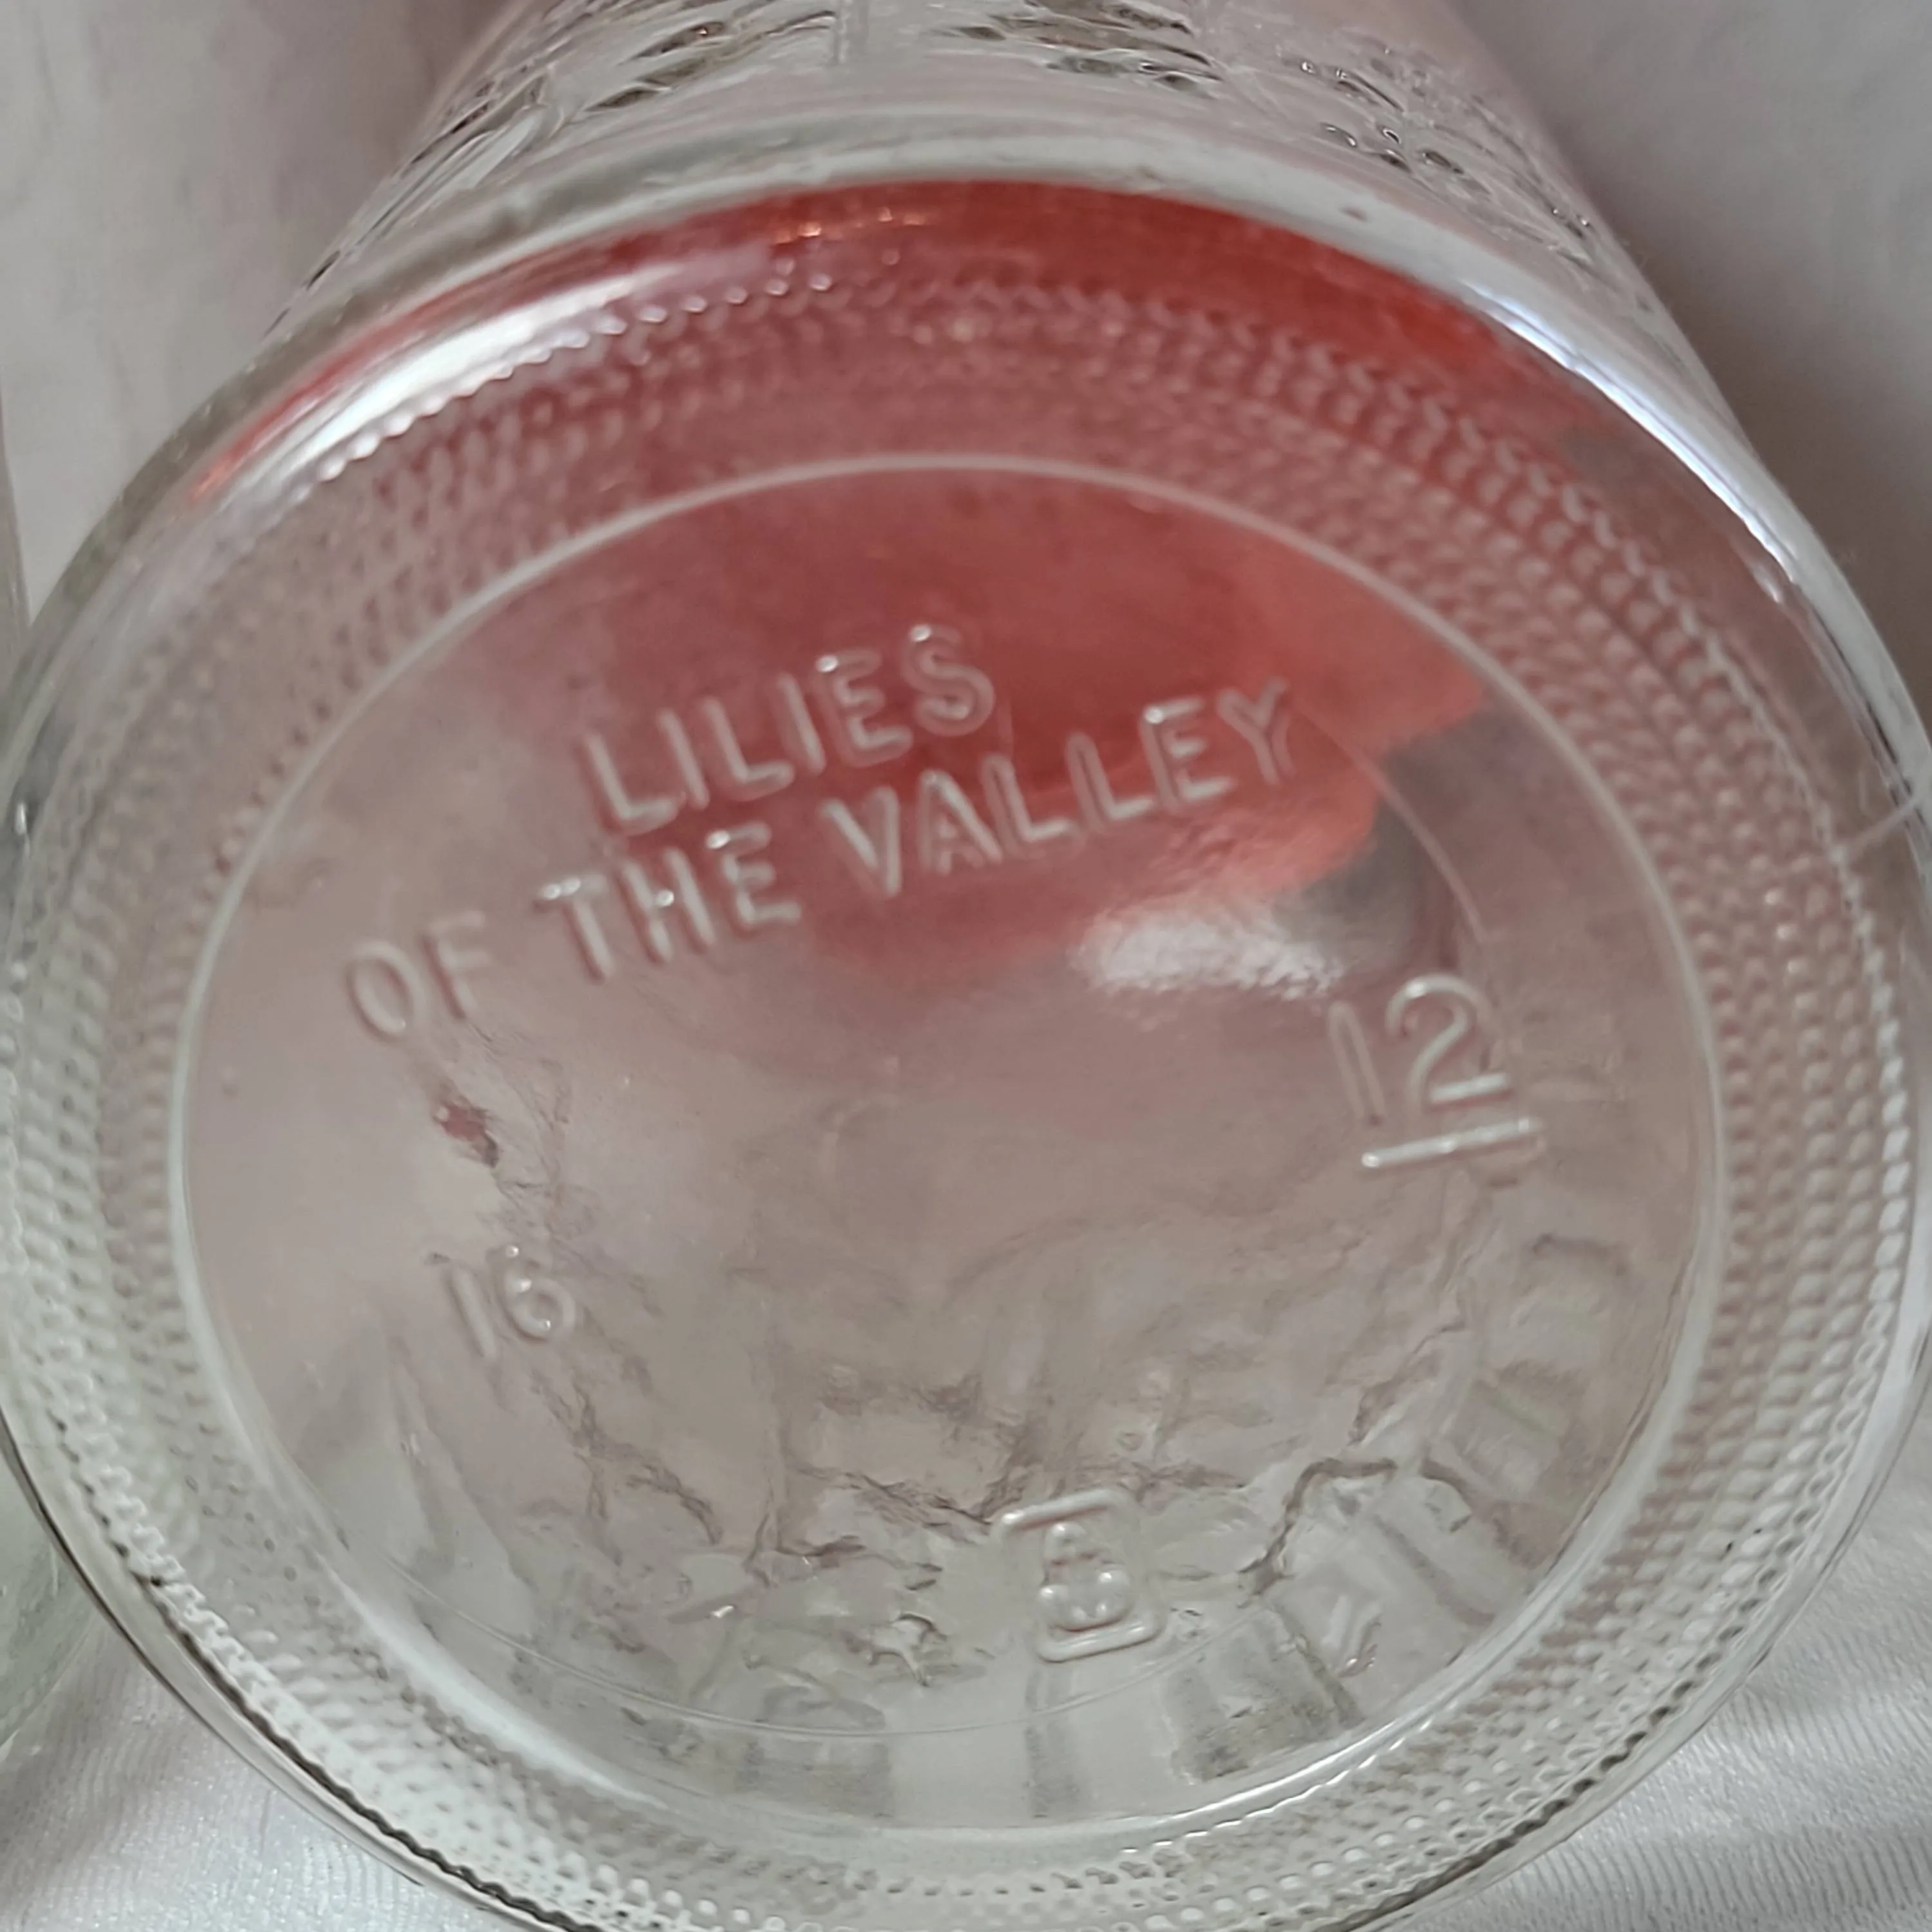 LILIES
OF THE VALLEY
12
16